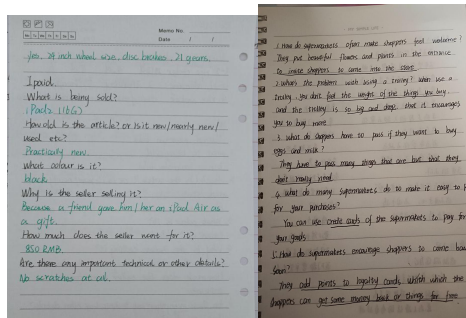 Memo No.
Date / /
Yes. 24 inch wheel size. disc brakes. 21 gears.
I paid
What is being sold?
iPads (16G)
How old is the article? or Is it new/nearly new/
used etc?
Practically new.
What colour is it?
black
Why is the seller selling it?
Because a friend gave him/her an iPad Air as
a gift.
How much does the seller want for it?
850 RMB.
Are there any important technical or other details?
No scratches at all.
1. How do supermarkets often make shoppers feel welcome?
They put beautiful flowers and plants in the entrance
to invite shoppers to come into the store
2. What's the problem with using a trolley? When use a
trolley, you don't feel the weight of the things you buy.
and the trolley is so big and deep that it encourages
you to buy more
3. what do shoppers have to pass if they want to buy
eggs and milk?
They have to pass many things that are but that they
don't really need
4. what do many supermarkets do to make it easy to
for your purchases?
You can use credit cards of the supermarkets to pay for
your goods
5. How do supermarkets encourage shoppers to come back
soon?
They add points to loyalty cards which the
shoppers can get some money back or things for free